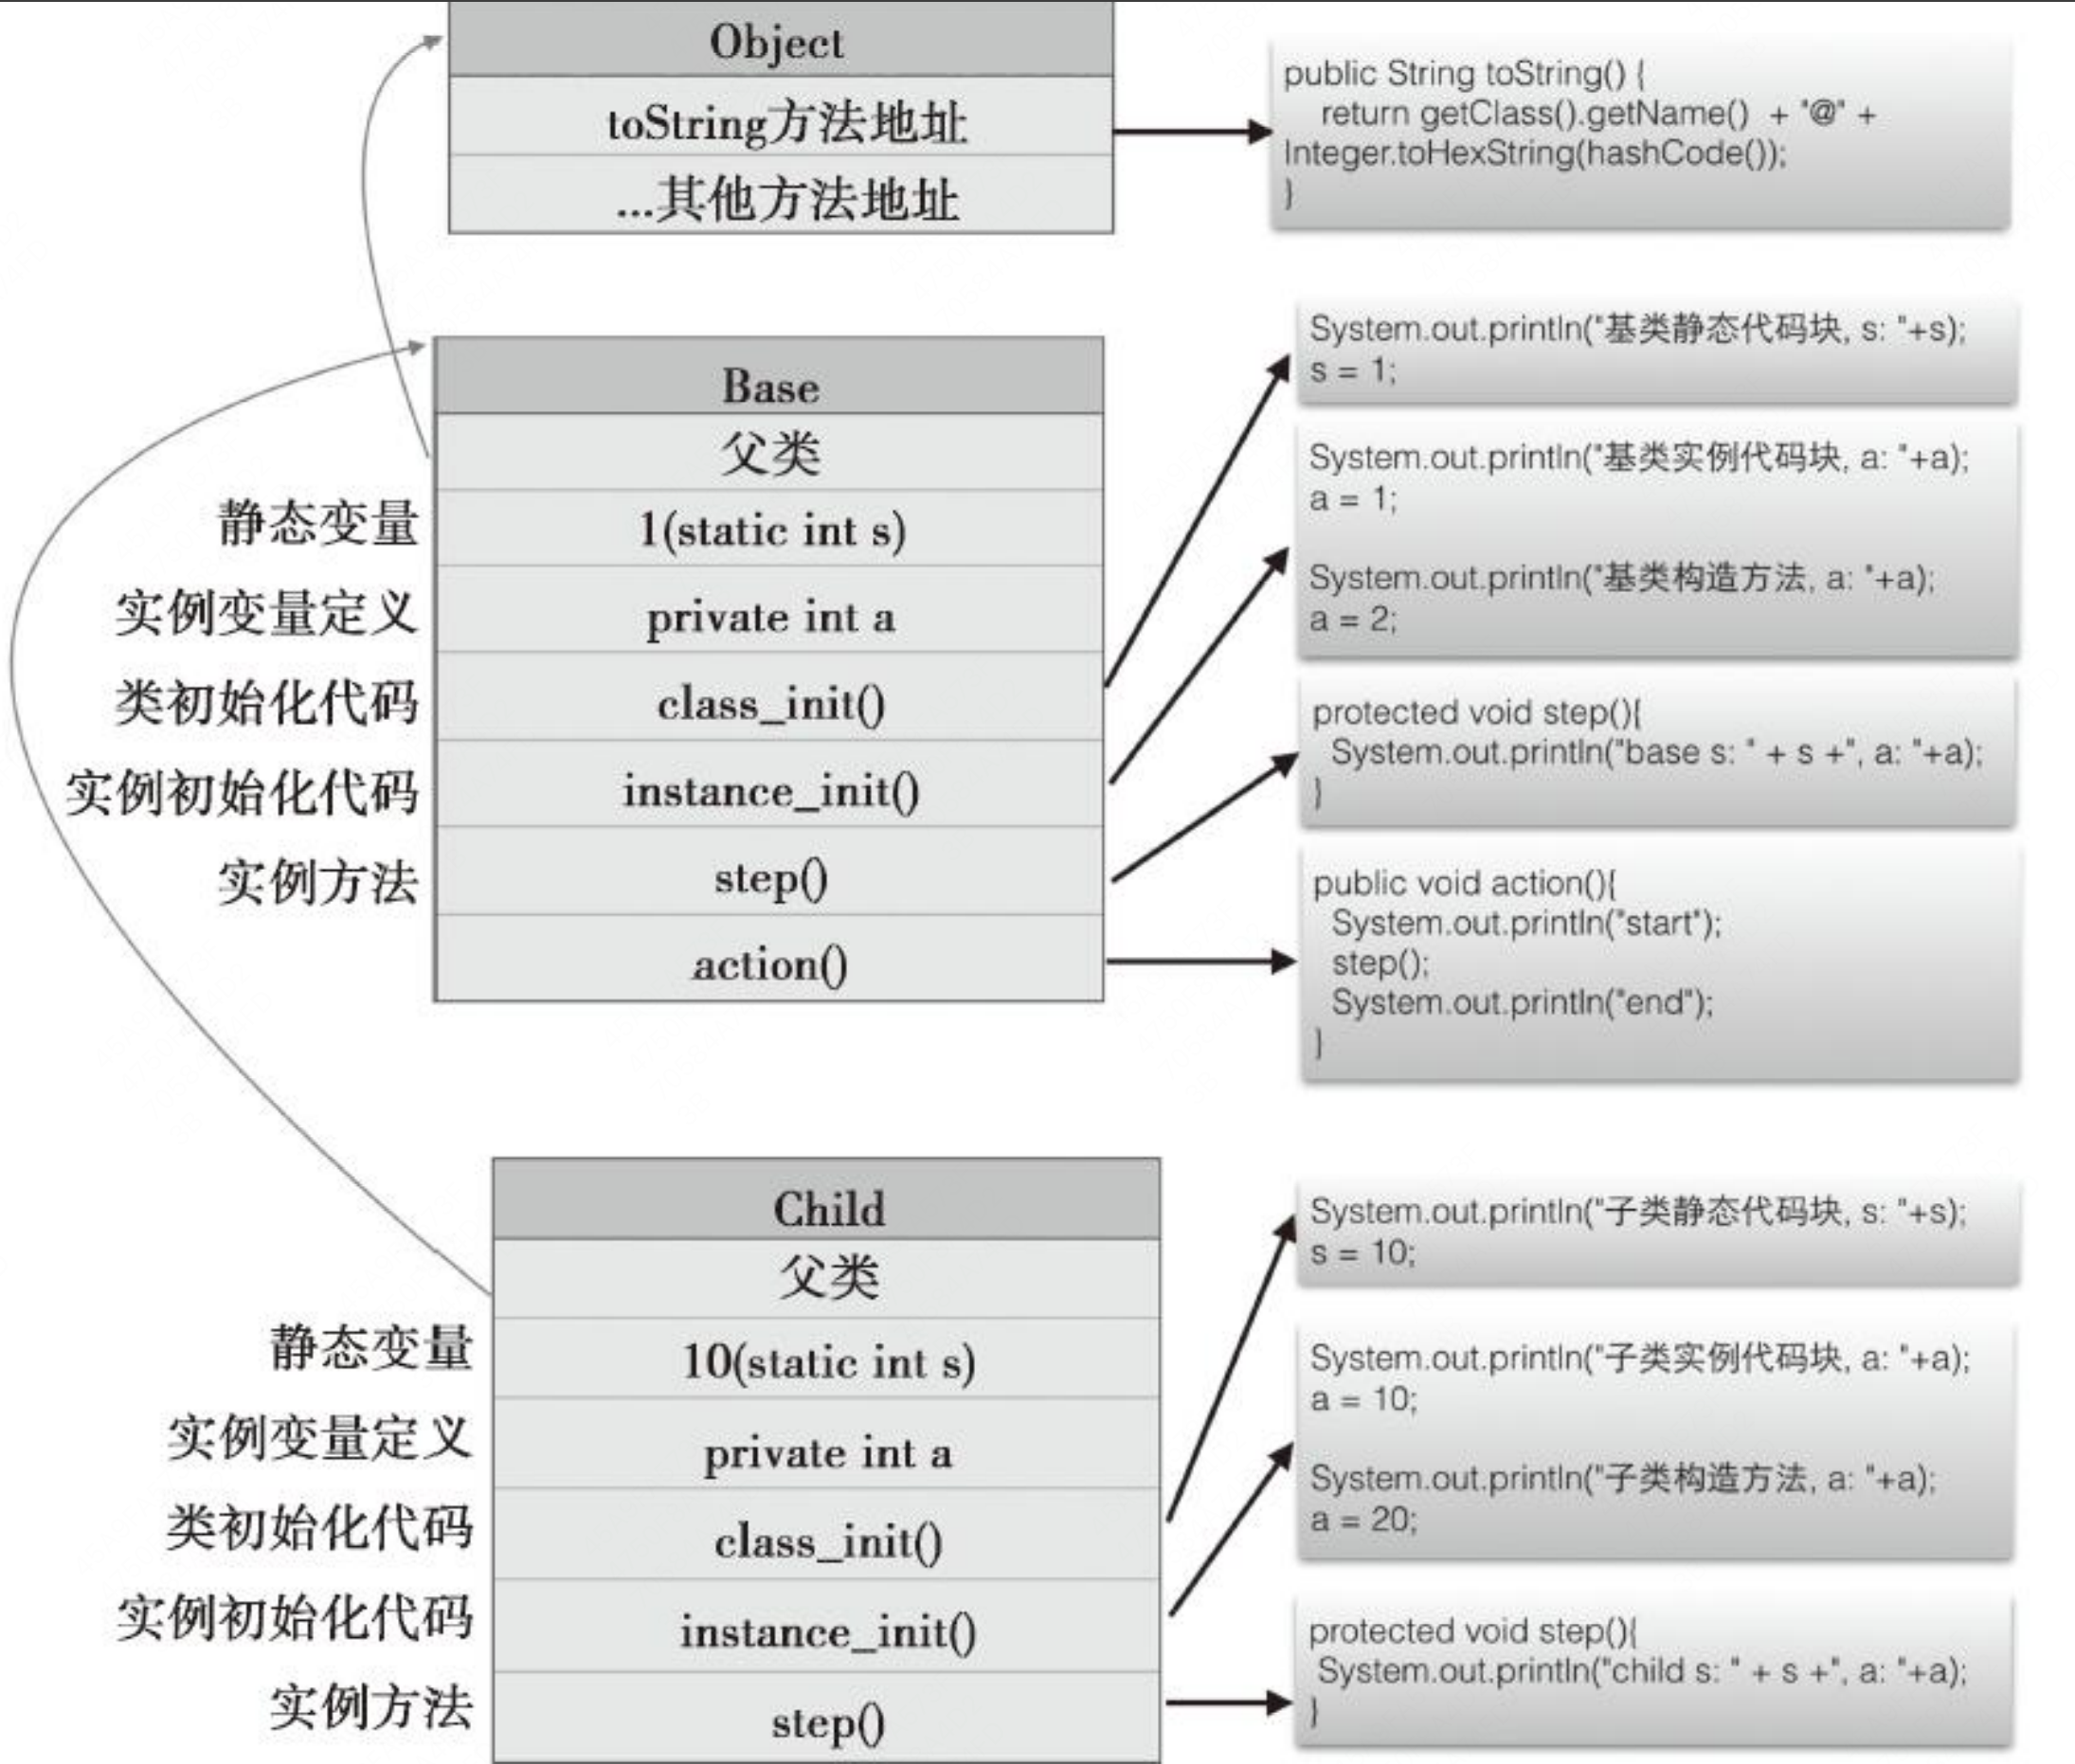 Object
toString方法地址
...其他方法地址
public String toString() {
return getClass().getName()  + "@" +
Integer.toHexString(hashCode());
}
Base
父类
静态变量
1(static int s)
实例变量定义
private int a
类初始化代码
class_init()
实例初始化代码
instance_init()
实例方法
step()
action()
System.out.println("基类静态代码块, s: "+s);
s = 1;
System.out.println("基类实例代码块, a: "+a);
a = 1;
System.out.println("基类构造方法, a: "+a);
a = 2;
protected void step(){
System.out.println("base s: " + s +", a: "+a);
}
public void action(){
System.out.println("start");
step();
System.out.println("end");
}
Child
父类
静态变量
10(static int s)
实例变量定义
private int a
类初始化代码
class_init()
实例初始化代码
instance_init()
实例方法
step()
System.out.println("子类静态代码块, s: "+s);
s = 10;
System.out.println("子类实例代码块, a: "+a);
a = 10;
System.out.println("子类构造方法, a: "+a);
a = 20;
protected void step(){
System.out.println("child s: " + s +", a: "+a);
}